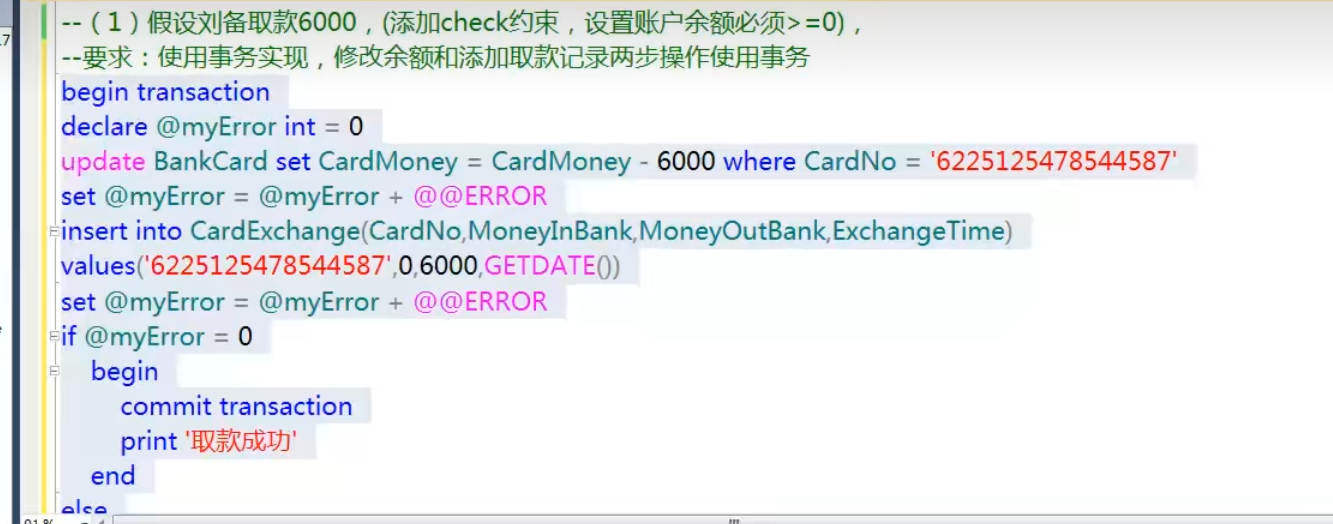 --（1）假设刘备取款6000，(添加check约束，设置账户余额必须>=0)，
--要求：使用事务实现，修改余额和添加取款记录两步操作使用事务
begin transaction
declare @myError int = 0
update BankCard set CardMoney = CardMoney - 6000 where CardNo = '6225125478544587'
set @myError = @myError + @@ERROR
insert into CardExchange(CardNo,MoneyInBank,MoneyOutBank,ExchangeTime)
values('6225125478544587',0,6000,GETDATE())
set @myError = @myError + @@ERROR
if @myError = 0
begin
commit transaction
print '取款成功'
end
else